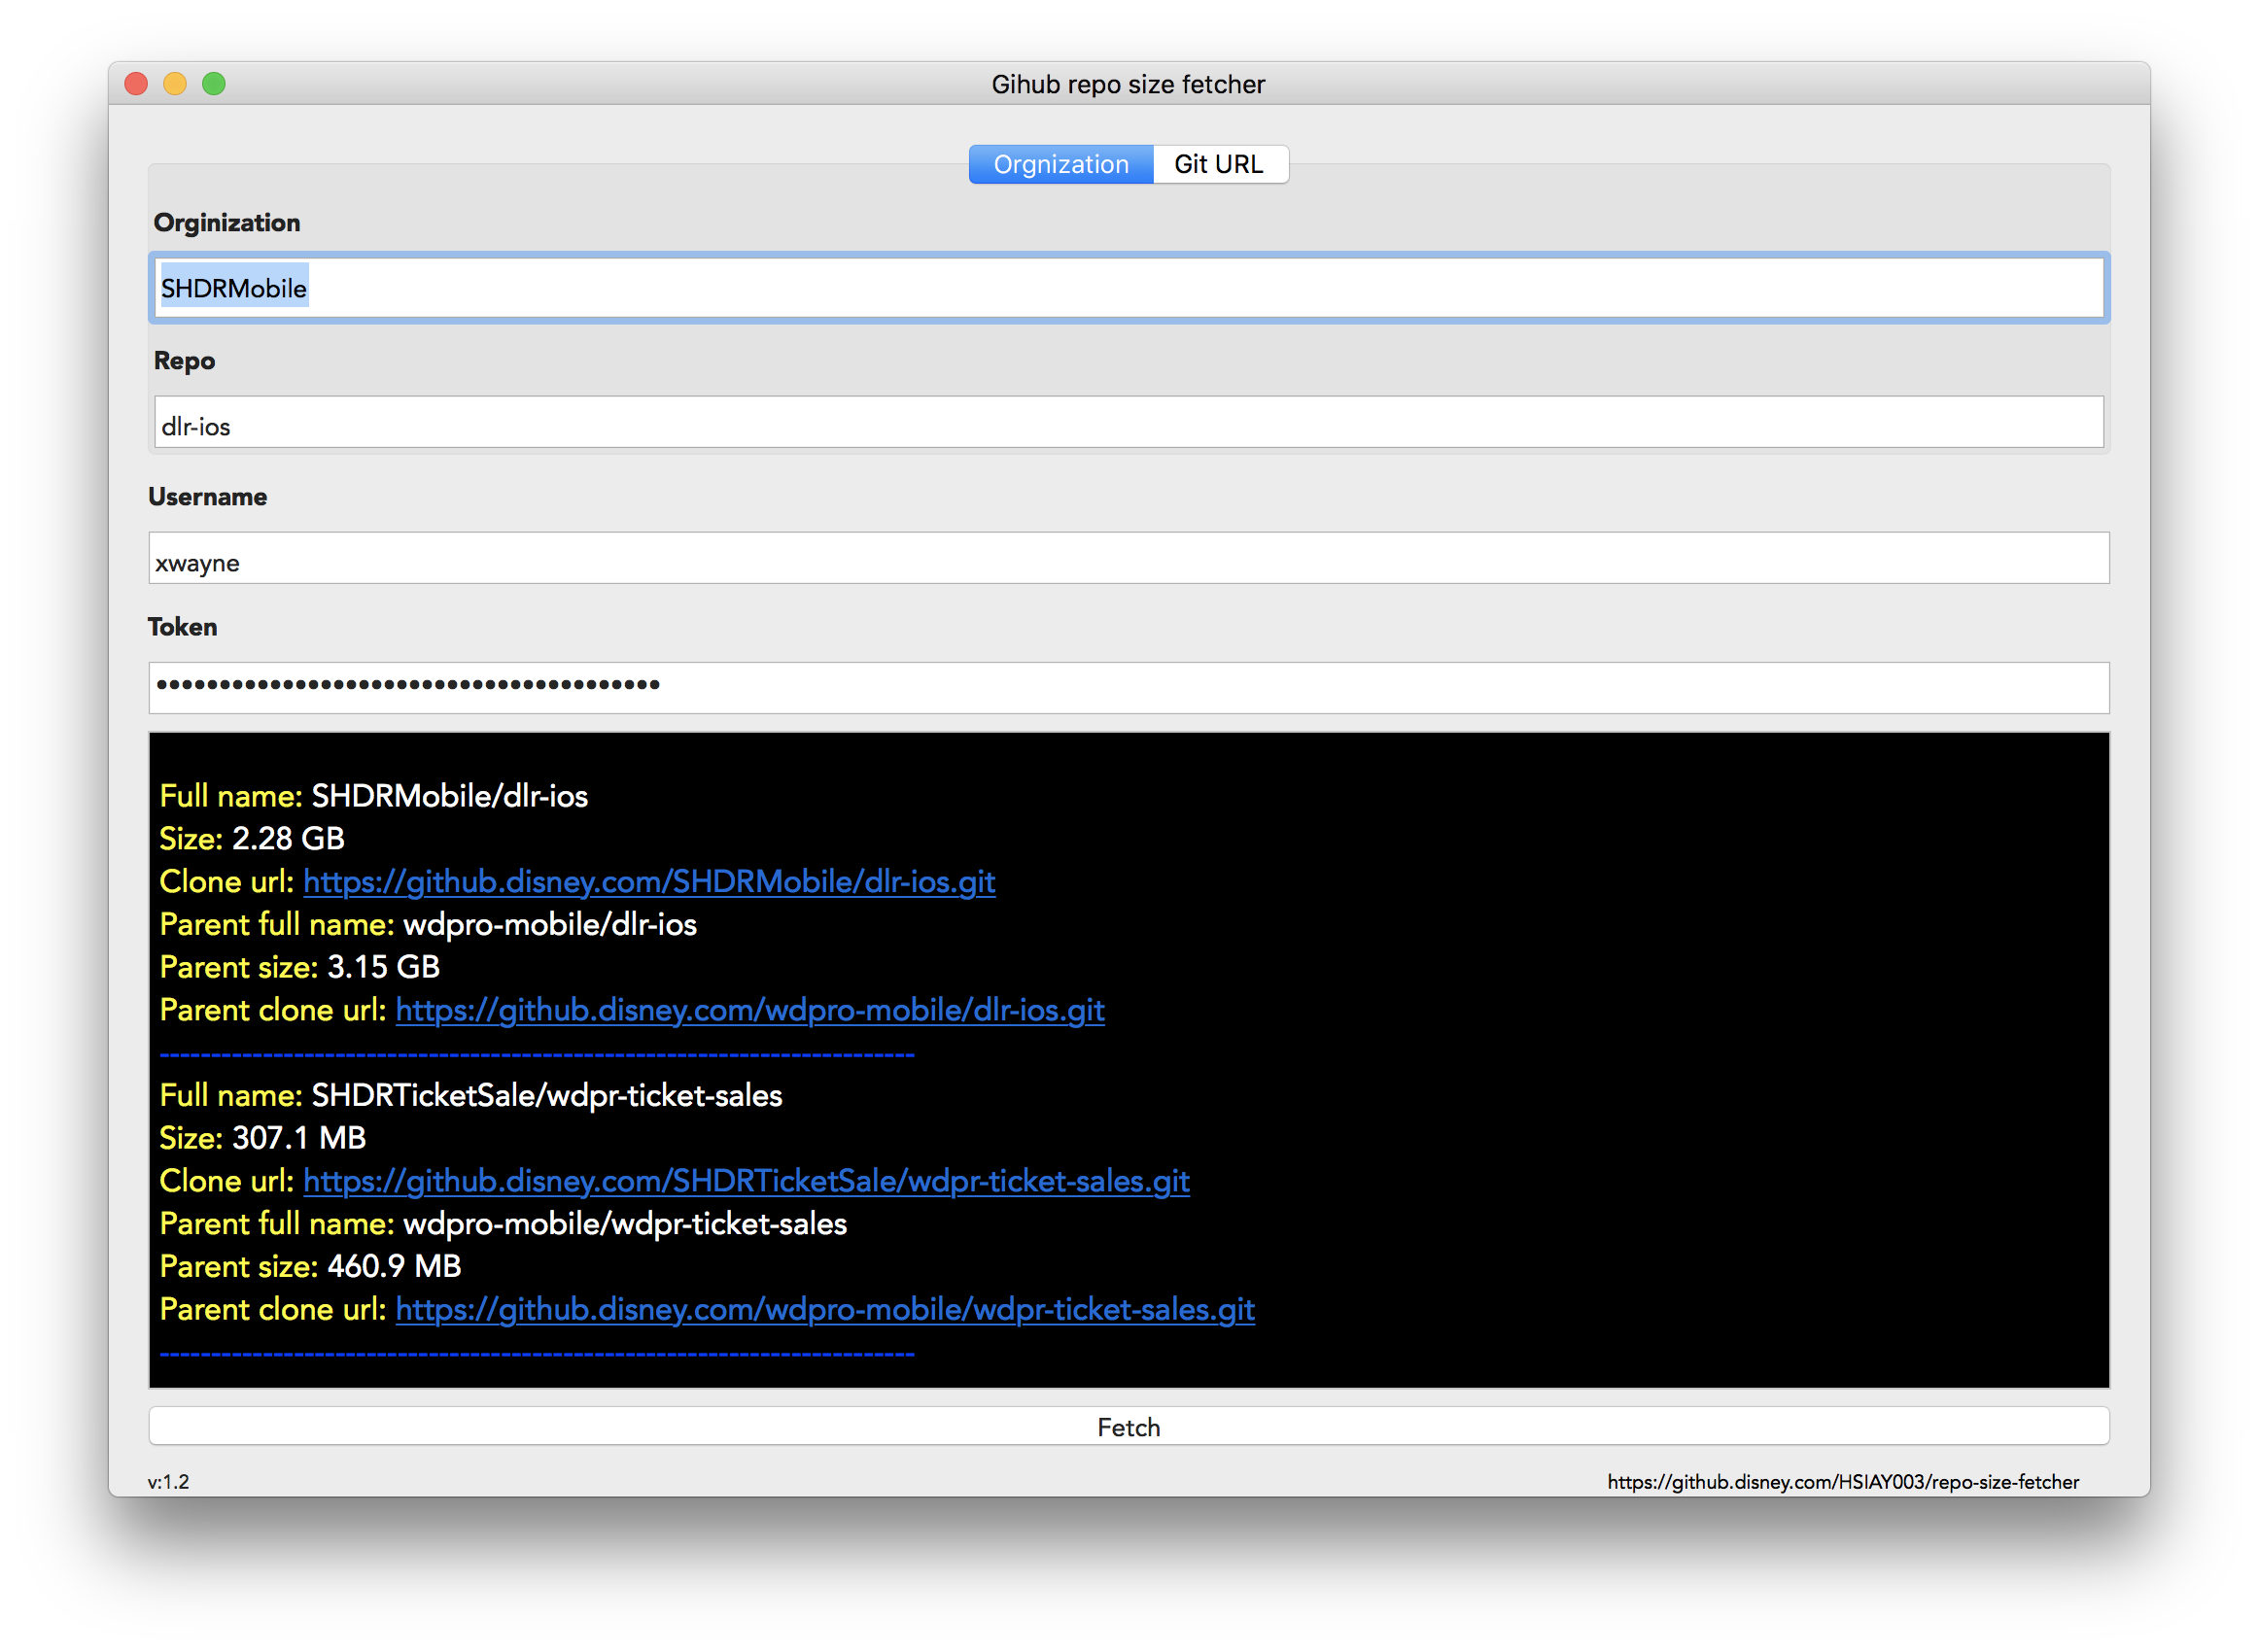 Gihub repo size fetcher
Orgnization Git URL
Orginization
SHDRMobile
Repo
dlr-ios
Username
xwayne
Token
••••••••••••••••••••••••••••••••••••••••
Full name: SHDRMobile/dlr-ios
Size: 2.28 GB
Clone url: https://github.disney.com/SHDRMobile/dlr-ios.git
Parent full name: wdpro-mobile/dlr-ios
Parent size: 3.15 GB
Parent clone url: https://github.disney.com/wdpro-mobile/dlr-ios.git
--------------------------------------------------------------------------
Full name: SHDRTicketSale/wdpr-ticket-sales
Size: 307.1 MB
Clone url: https://github.disney.com/SHDRTicketSale/wdpr-ticket-sales.git
Parent full name: wdpro-mobile/wdpr-ticket-sales
Parent size: 460.9 MB
Parent clone url: https://github.disney.com/wdpro-mobile/wdpr-ticket-sales.git
--------------------------------------------------------------------------
Fetch
v:1.2 https://github.disney.com/HSIAY003/repo-size-fetcher